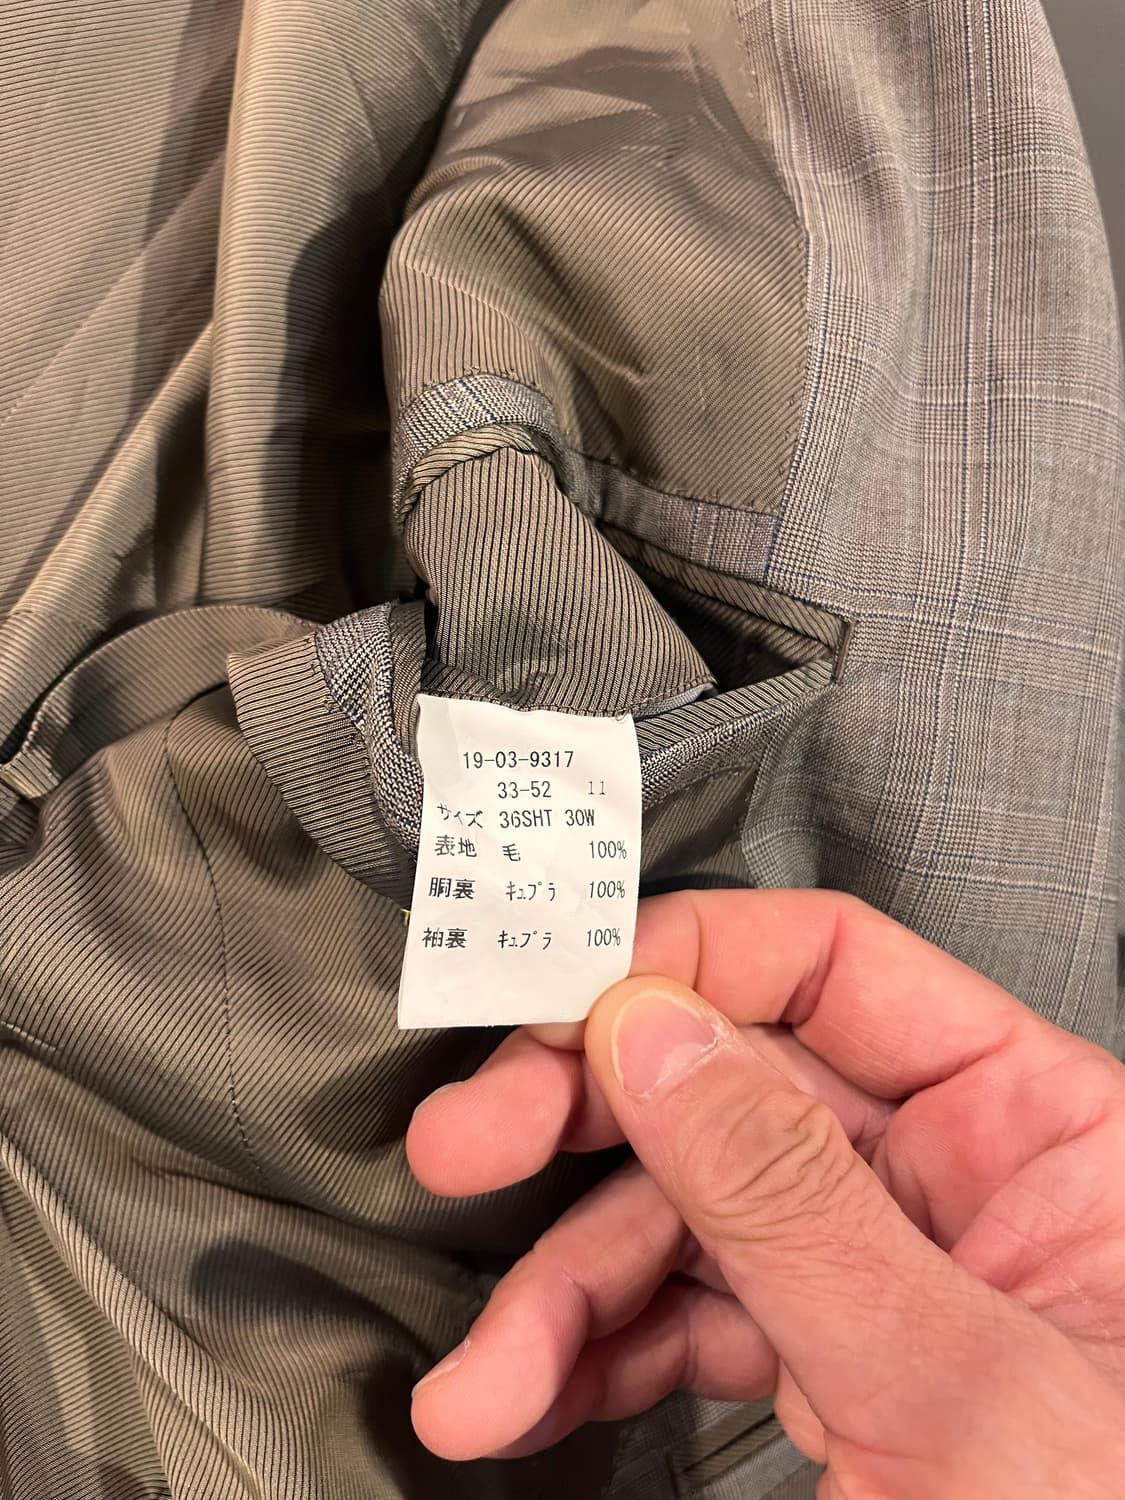 19-03-9317
33-52 11
サイズ 36SHT 30W
表地 毛 100%
胴裏 キュプラ 100%
袖裏 キュプラ 100%